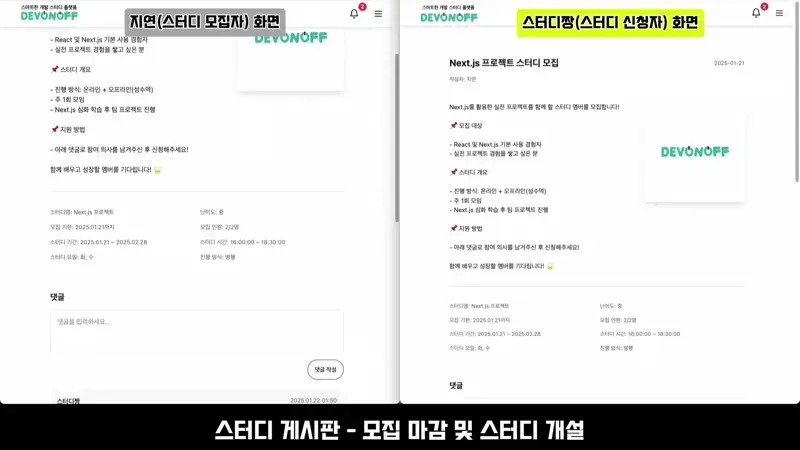 스마트한 개발 스터디 플랫폼
DEVONOFF
지연(스터디 모집자) 화면
2
- React 및 Next.js 기본 사용 경험자
- 실전 프로젝트 경험을 쌓고 싶은 분
DEVONOFF
📌 스터디 개요
- 진행 방식: 온라인 + 오프라인(성수역)
- 주 1회 모임
- Next.js 심화 학습 후 팀 프로젝트 진행
📌 지원 방법
- 아래 댓글로 참여 의사를 남겨주신 후 신청해주세요!
함께 배우고 성장할 멤버를 기다립니다!
스터디명: Next.js 프로젝트
난이도: 중
모집 기한: 2025.01.21까지
모집 인원: 2/2명
스터디 기간: 2025.01.21 ~ 2025.02.28
스터디 시간: 16:00:00 ~ 18:30:00
스터디 요일: 화, 수
진행 방식: 병행
댓글
댓글을 입력하세요...
댓글 작성
스터디짱
2025.01.22 01:50
스마트한 개발 스터디 플랫폼
DEVONOFF
스터디짱(스터디 신청자) 화면
2
Next.js 프로젝트 스터디 모집
2025-01-21
작성자: 지연
Next.js를 활용한 실전 프로젝트를 함께 할 스터디 멤버를 모집합니다!
📌 모집 대상
- React 및 Next.js 기본 사용 경험자
- 실전 프로젝트 경험을 쌓고 싶은 분
DEVONOFF
📌 스터디 개요
- 진행 방식: 온라인 + 오프라인(성수역)
- 주 1회 모임
- Next.js 심화 학습 후 팀 프로젝트 진행
📌 지원 방법
- 아래 댓글로 참여 의사를 남겨주신 후 신청해주세요!
함께 배우고 성장할 멤버를 기다립니다!
스터디명: Next.js 프로젝트
난이도: 중
모집 기한: 2025.01.21까지
모집 인원: 2/2명
스터디 기간: 2025.01.21 ~ 2025.02.28
스터디 시간: 16:00:00 ~ 18:30:00
스터디 요일: 화, 수
진행 방식: 병행
댓글
스터디 게시판 - 모집 마감 및 스터디 개설